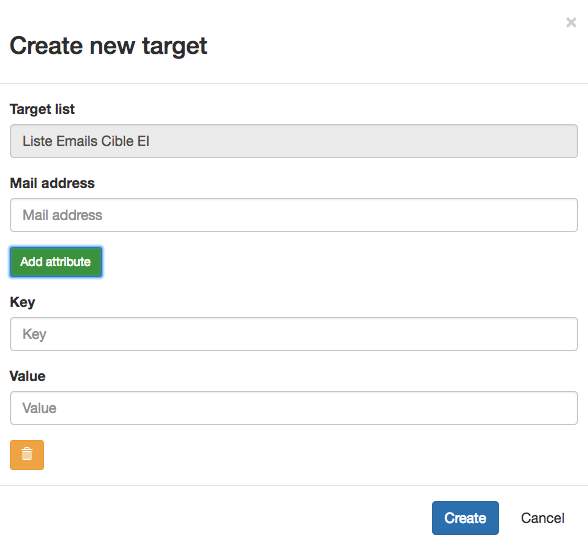 ×
Create new target
Target list
Liste Emails Cible EI
Mail address
Mail address
Add attribute
Key
Key
Value
Value
Create Cancel